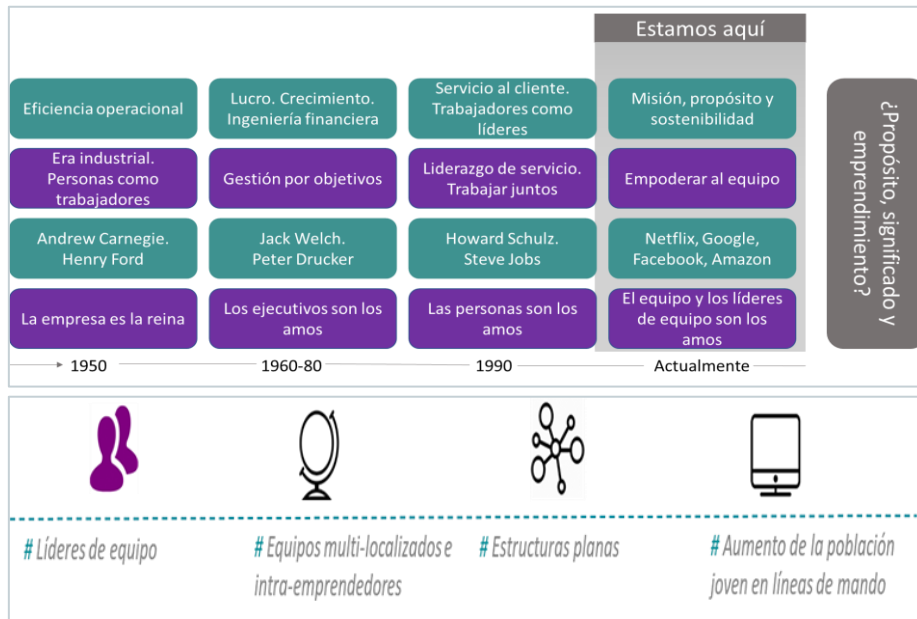 Estamos aquí
Eficiencia operacional
Lucro. Crecimiento.
Ingeniería financiera
Servicio al cliente.
Trabajadores como
líderes
Misión, propósito y
sostenibilidad
Era industrial.
Personas como
trabajadores
Gestión por objetivos
Liderazgo de servicio.
Trabajar juntos
Empoderar al equipo
Andrew Carnegie.
Henry Ford
Jack Welch.
Peter Drucker
Howard Schulz.
Steve Jobs
Netflix, Google,
Facebook, Amazon
La empresa es la reina
Los ejecutivos son los
amos
Las personas son los
amos
El equipo y los líderes
de equipo son los
amos
¿Propósito, significado y
emprendimiento?
1950
1960-80
1990
Actualmente
# Líderes de equipo
# Equipos multi-localizados e
intra-emprendedores
# Estructuras planas
# Aumento de la población
joven en líneas de mando